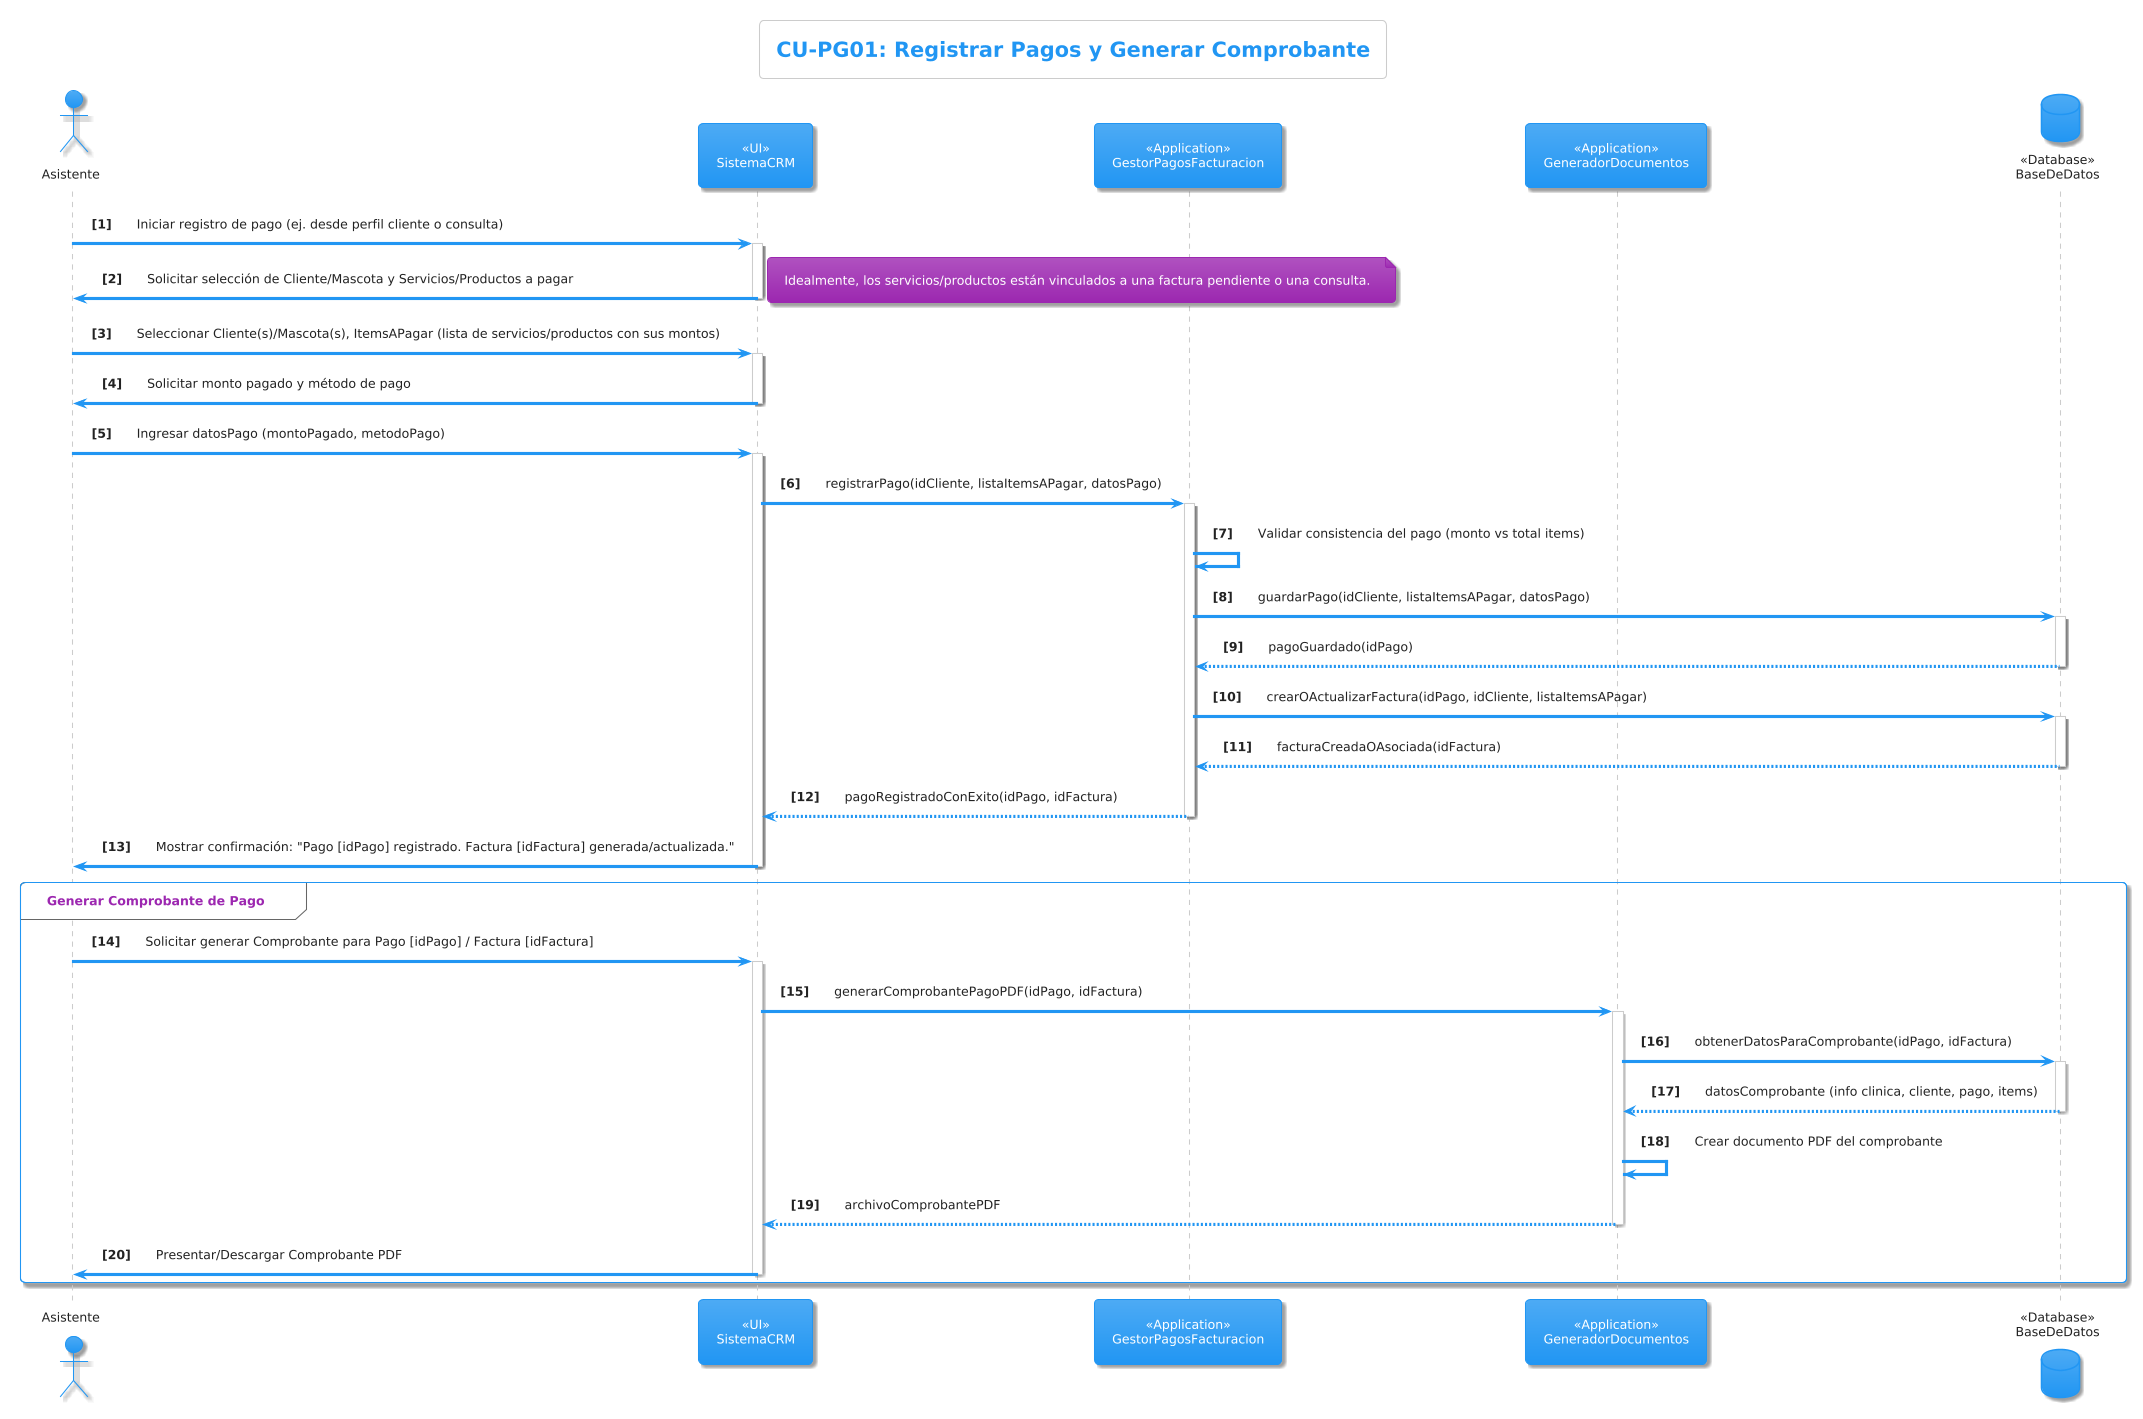 CU-PG01: Registrar Pagos y Generar Comprobante
Asistente
«UI»
SistemaCRM
«Application»
GestorPagosFacturacion
«Application»
GeneradorDocumentos
«Database»
BaseDeDatos
[1] Iniciar registro de pago (ej. desde perfil cliente o consulta)
[2] Solicitar selección de Cliente/Mascota y Servicios/Productos a pagar
Idealmente, los servicios/productos están vinculados a una factura pendiente o una consulta.
[3] Seleccionar Cliente(s)/Mascota(s), ItemsAPagar (lista de servicios/productos con sus montos)
[4] Solicitar monto pagado y método de pago
[5] Ingresar datosPago (montoPagado, metodoPago)
[6] registrarPago(idCliente, listaItemsAPagar, datosPago)
[7] Validar consistencia del pago (monto vs total items)
[8] guardarPago(idCliente, listaItemsAPagar, datosPago)
[9] pagoGuardado(idPago)
[10] crearOActualizarFactura(idPago, idCliente, listaItemsAPagar)
[11] facturaCreadaOAsociada(idFactura)
[12] pagoRegistradoConExito(idPago, idFactura)
[13] Mostrar confirmación: "Pago [idPago] registrado. Factura [idFactura] generada/actualizada."
Generar Comprobante de Pago
[14] Solicitar generar Comprobante para Pago [idPago] / Factura [idFactura]
[15] generarComprobantePagoPDF(idPago, idFactura)
[16] obtenerDatosParaComprobante(idPago, idFactura)
[17] datosComprobante (info clinica, cliente, pago, items)
[18] Crear documento PDF del comprobante
[19] archivoComprobantePDF
[20] Presentar/Descargar Comprobante PDF
Asistente
«UI»
SistemaCRM
«Application»
GestorPagosFacturacion
«Application»
GeneradorDocumentos
«Database»
BaseDeDatos